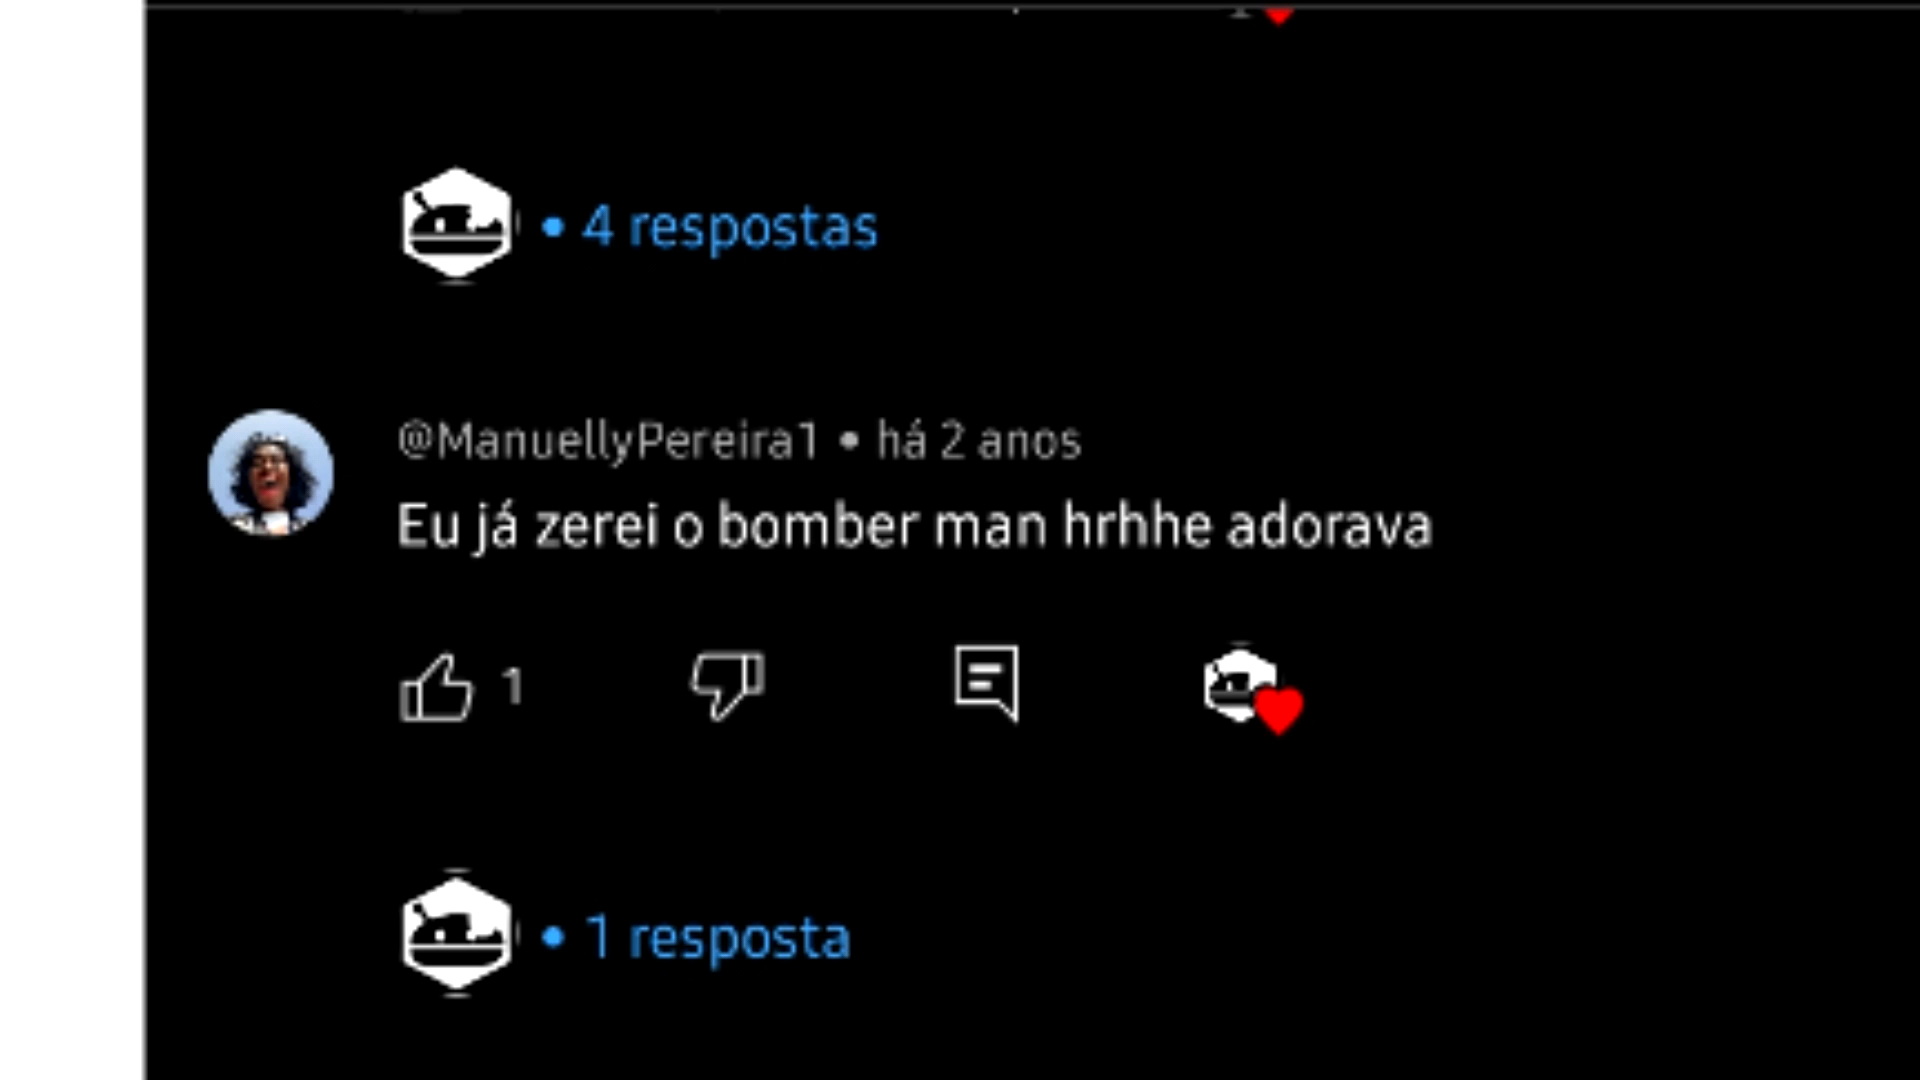 • 4 respostas
@ManuellyPereira1 • há 2 anos
Eu já zerei o bomber man hrhhe adorava
1
• 1 resposta